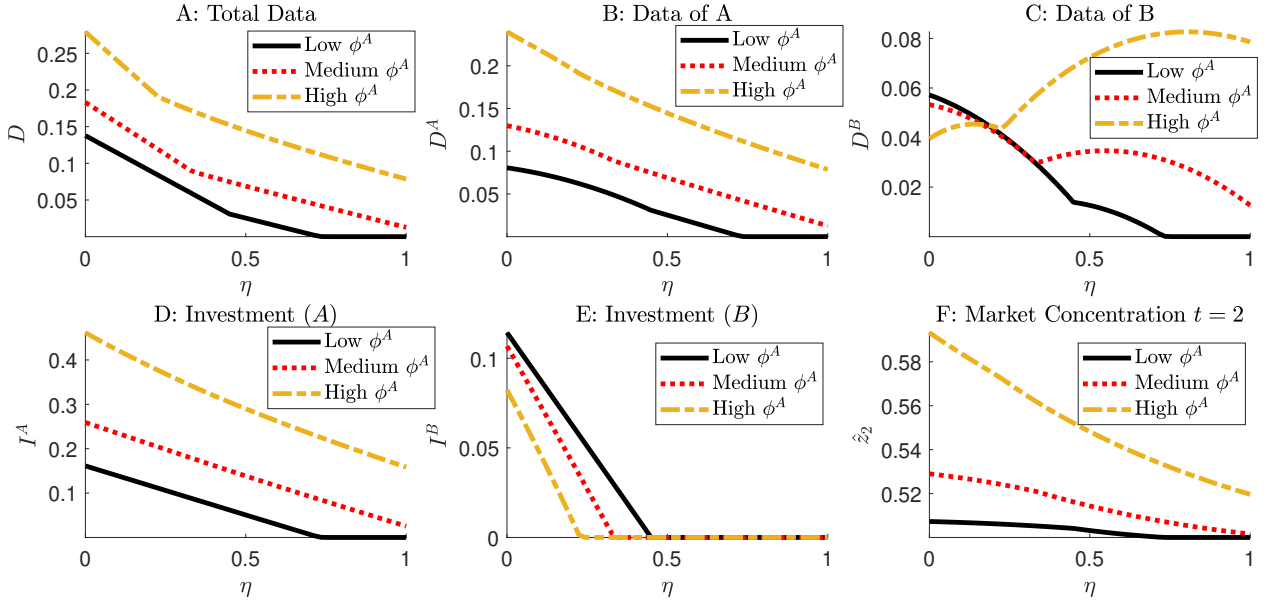 A: Total Data
D
0.25
0.2
0.15
0.1
0.05
0
0.5
1
η
Low ϕ^A
Medium ϕ^A
High ϕ^A
B: Data of A
D^A
0.2
0.15
0.1
0.05
0
0.5
1
η
Low ϕ^A
Medium ϕ^A
High ϕ^A
C: Data of B
D^B
0.08
0.06
0.04
0.02
0
0.5
1
η
Low ϕ^A
Medium ϕ^A
High ϕ^A
D: Investment (A)
I^A
0.4
0.3
0.2
0.1
0
0.5
1
η
Low ϕ^A
Medium ϕ^A
High ϕ^A
E: Investment (B)
I^B
0.1
0.05
0
0
0.5
1
η
Low ϕ^A
Medium ϕ^A
High ϕ^A
F: Market Concentration t = 2
ẑ₂
0.58
0.56
0.54
0.52
0
0.5
1
η
Low ϕ^A
Medium ϕ^A
High ϕ^A